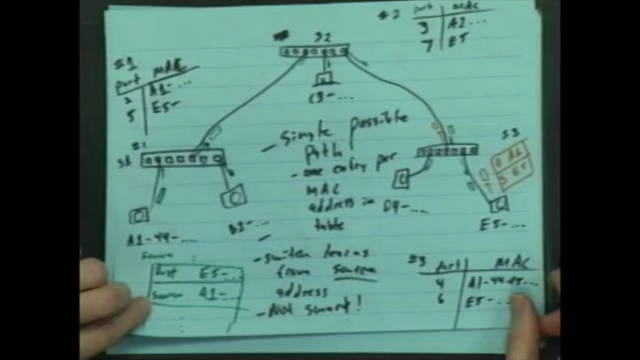 #2 port MAC
3 A1-...
7 E5
S2
#1
port MAC
2 A1-...
5 E5-
C3-...
- Single possible
Path
- one entry per
MAC
address in
table
S1
S3
A1-44-...
B2-...
D4-....
E5-....
- switch learns
from source
address
- Not smart!
Source
Dest E5-...
Source A1-...
#3 port MAC
4 A1-44-
6 E5-...